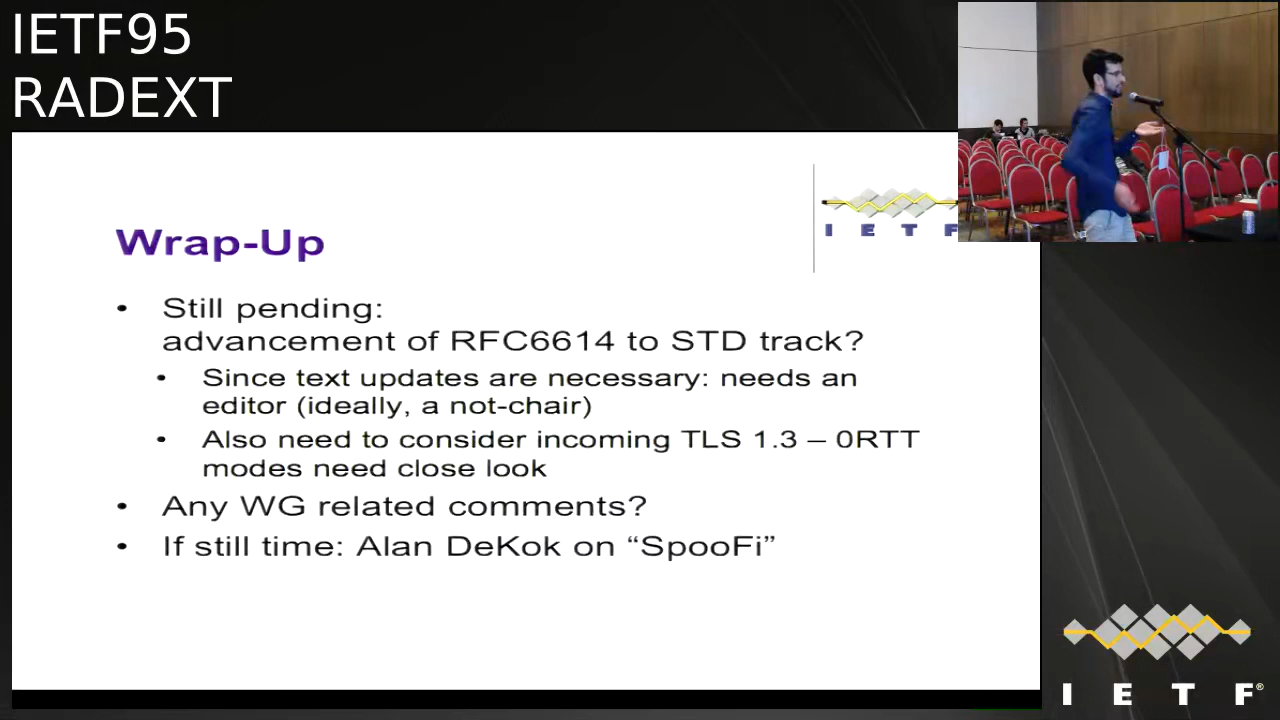 IETF95
RADEXT
I E T F
Wrap-Up
• Still pending:
advancement of RFC6614 to STD track?
• Since text updates are necessary: needs an
editor (ideally, a not-chair)
• Also need to consider incoming TLS 1.3 – 0RTT
modes need close look
• Any WG related comments?
• If still time: Alan DeKok on “SpooFi”
I E T F®